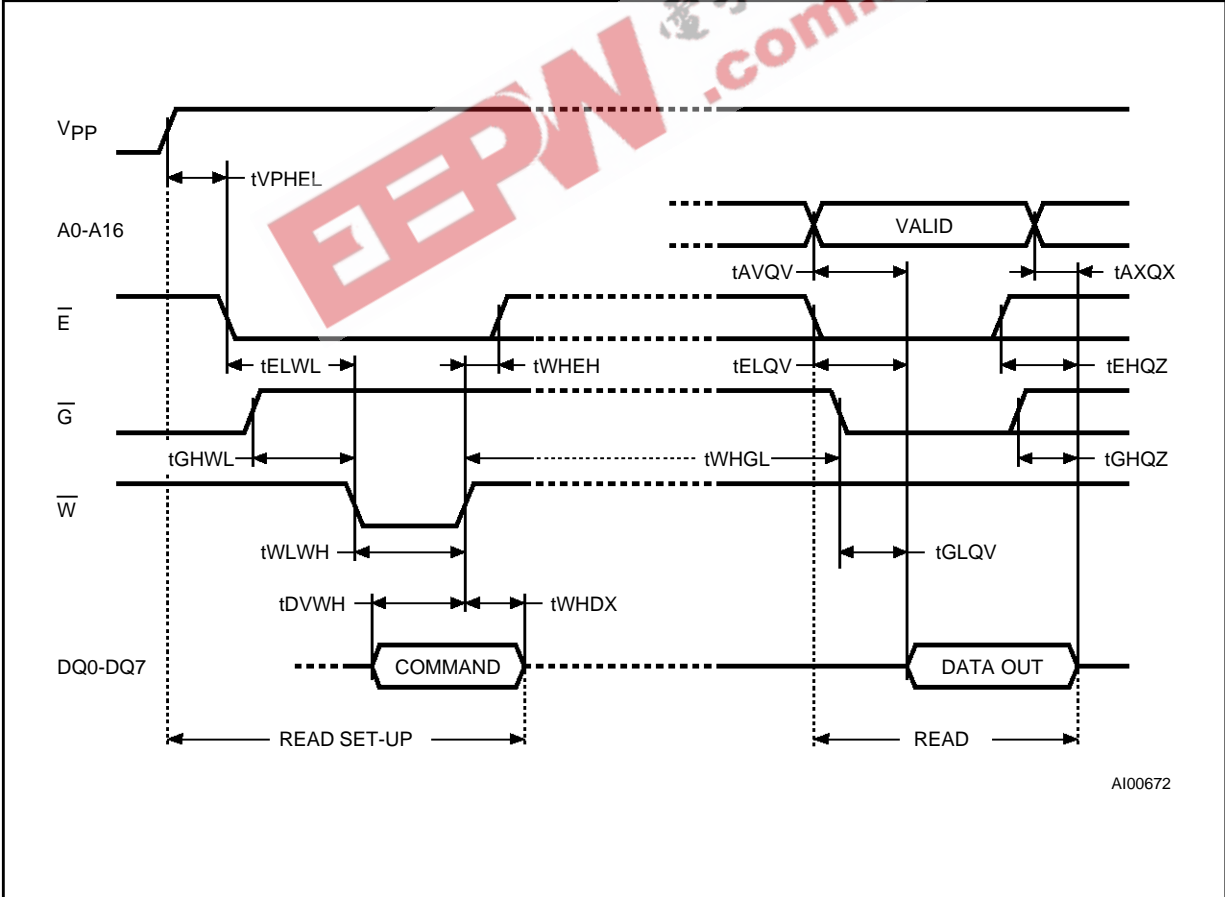 VPP
tVPHEL
A0-A16
VALID
tAVQV
tAXQX
E
tELWL
tWHEH
tELQV
tEHQZ
G
tGHWL
tWHGL
tGHQZ
W
tWLWH
tGLQV
tDVWH
tWHDX
DQ0-DQ7
COMMAND
DATA OUT
READ SET-UP
READ
AI00672
EEPW
.com.